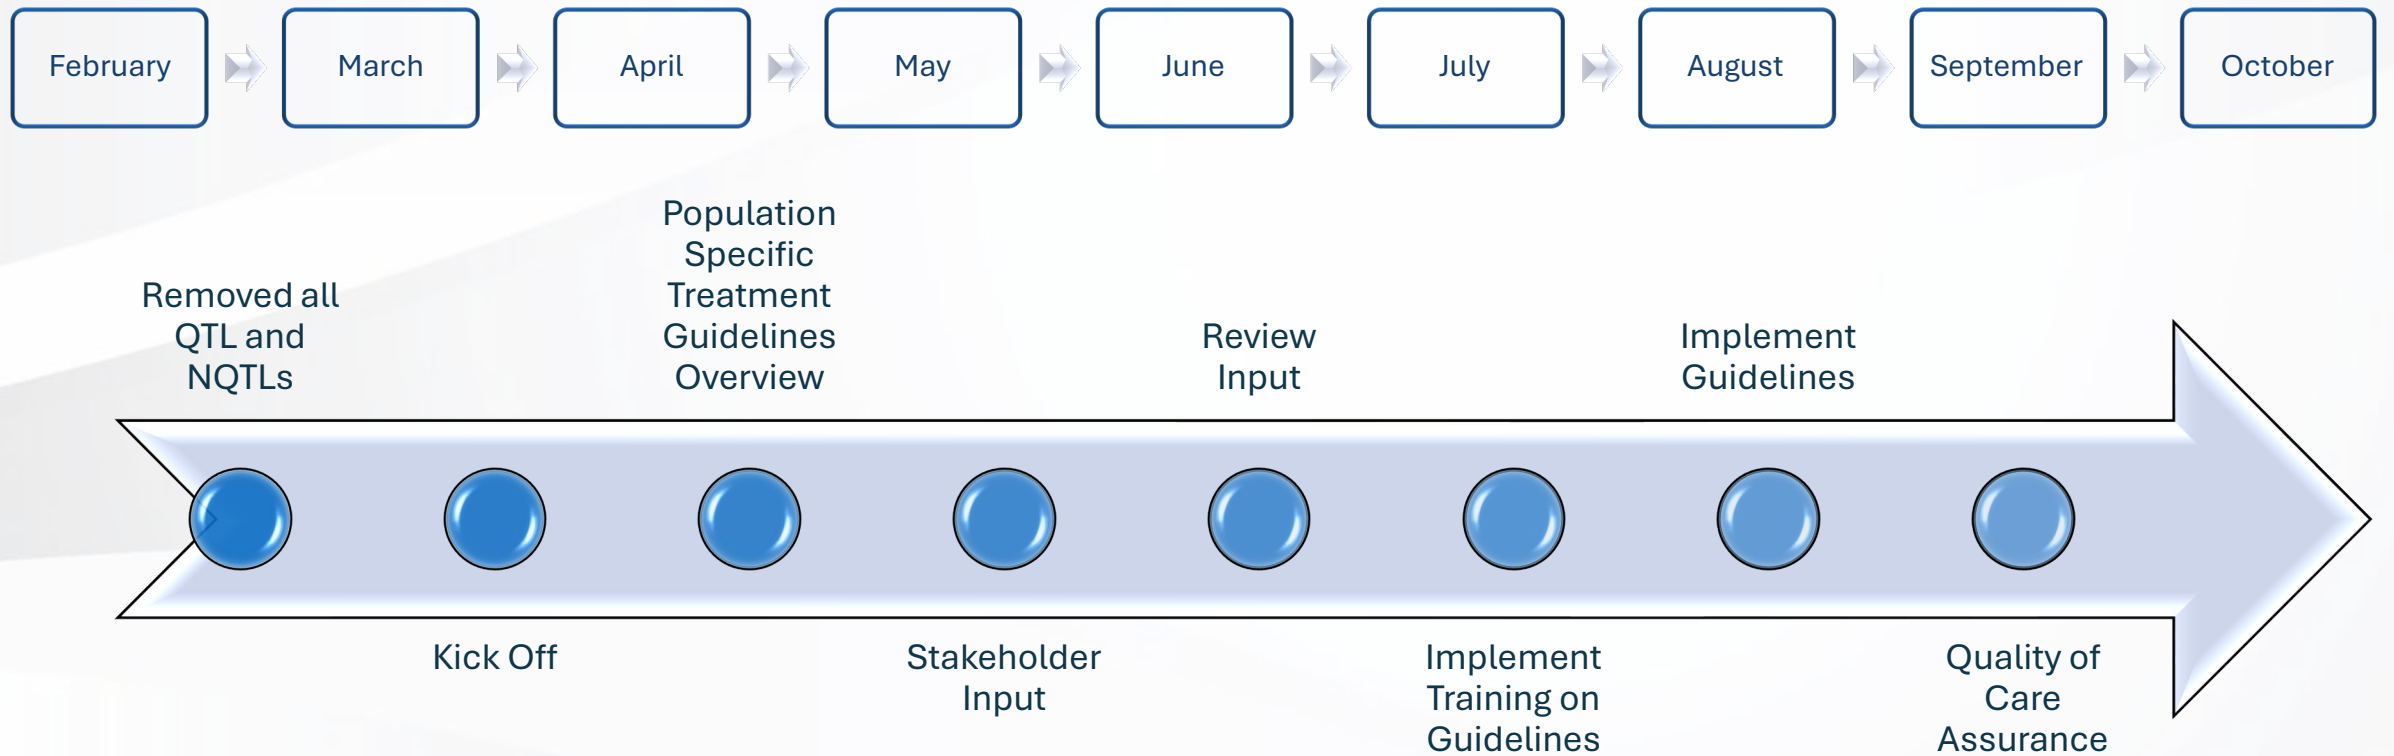 February
March
April
May
June
July
August
September
October
Removed all
QTL and
NQTLs
Population
Specific
Treatment
Guidelines
Overview
Review
Input
Implement
Guidelines
Kick Off
Stakeholder
Input
Implement
Training on
Guidelines
Quality of
Care
Assurance